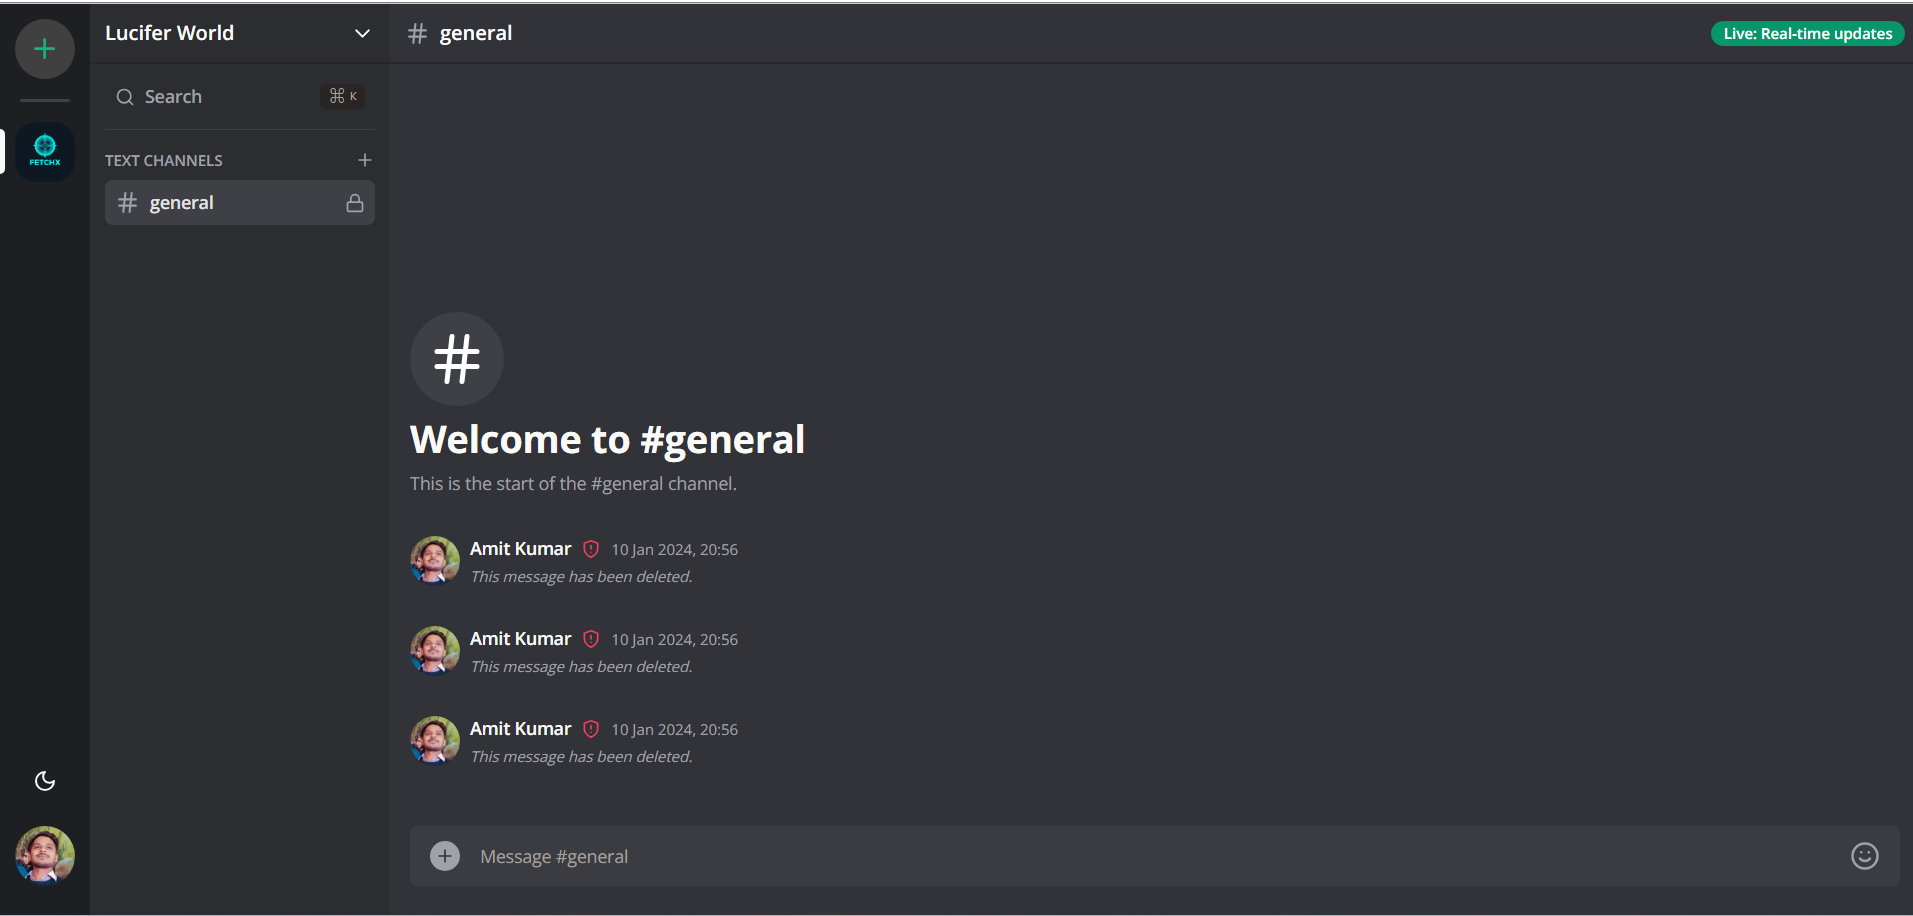 Lucifer World
# general
Live: Real-time updates
Search
⌘ K
FETCHX
TEXT CHANNELS
+
# general
#
Welcome to #general
This is the start of the #general channel.
Amit Kumar 10 Jan 2024, 20:56
This message has been deleted.
Amit Kumar 10 Jan 2024, 20:56
This message has been deleted.
Amit Kumar 10 Jan 2024, 20:56
This message has been deleted.
Message #general